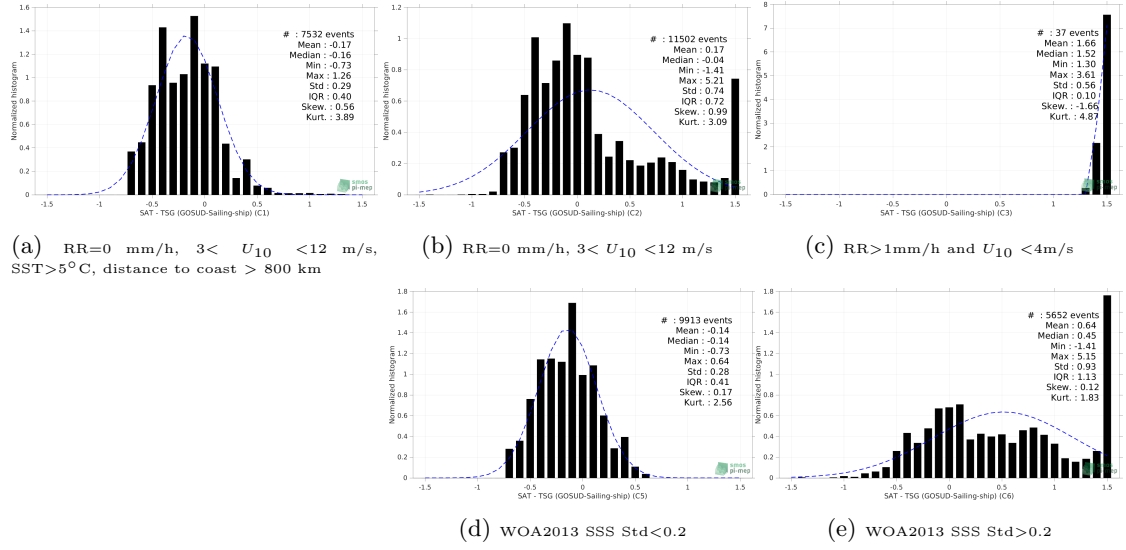 1.6
1.4
1.2
1
0.8
0.6
0.4
0.2
0
Normalized histogram
-1.5 -1 -0.5 0 0.5 1 1.5
SAT - TSG (GOSUD-Sailing-ship) (C1)
# : 7532 events
Mean : -0.17
Median : -0.16
Min : -0.73
Max : 1.26
Std : 0.29
IQR : 0.40
Skew. : 0.56
Kurt. : 3.89
smos
pi-mep
(a) RR=0 mm/h, 3< U10 <12 m/s,
SST>5°C, distance to coast > 800 km
1.2
1
0.8
0.6
0.4
0.2
0
Normalized histogram
-1.5 -1 -0.5 0 0.5 1 1.5
SAT - TSG (GOSUD-Sailing-ship) (C2)
# : 11502 events
Mean : 0.17
Median : -0.04
Min : -1.41
Max : 5.21
Std : 0.74
IQR : 0.72
Skew. : 0.99
Kurt. : 3.09
smos
pi-mep
(b) RR=0 mm/h, 3< U10 <12 m/s
8
7
6
5
4
3
2
1
0
Normalized histogram
-1.5 -1 -0.5 0 0.5 1 1.5
SAT - TSG (GOSUD-Sailing-ship) (C3)
# : 37 events
Mean : 1.66
Median : 1.52
Min : 1.30
Max : 3.61
Std : 0.56
IQR : 0.10
Skew. : -1.66
Kurt. : 4.87
smos
pi-mep
(c) RR>1mm/h and U10 <4m/s
1.8
1.6
1.4
1.2
1
0.8
0.6
0.4
0.2
0
Normalized histogram
-1.5 -1 -0.5 0 0.5 1 1.5
SAT - TSG (GOSUD-Sailing-ship) (C5)
# : 9913 events
Mean : -0.14
Median : -0.14
Min : -0.73
Max : 0.64
Std : 0.28
IQR : 0.41
Skew. : 0.17
Kurt. : 2.56
smos
pi-mep
(d) WOA2013 SSS Std<0.2
1.8
1.6
1.4
1.2
1
0.8
0.6
0.4
0.2
0
Normalized histogram
-1.5 -1 -0.5 0 0.5 1 1.5
SAT - TSG (GOSUD-Sailing-ship) (C6)
# : 5652 events
Mean : 0.64
Median : 0.45
Min : -1.41
Max : 5.15
Std : 0.93
IQR : 1.13
Skew. : 0.12
Kurt. : 1.83
smos
pi-mep
(e) WOA2013 SSS Std>0.2